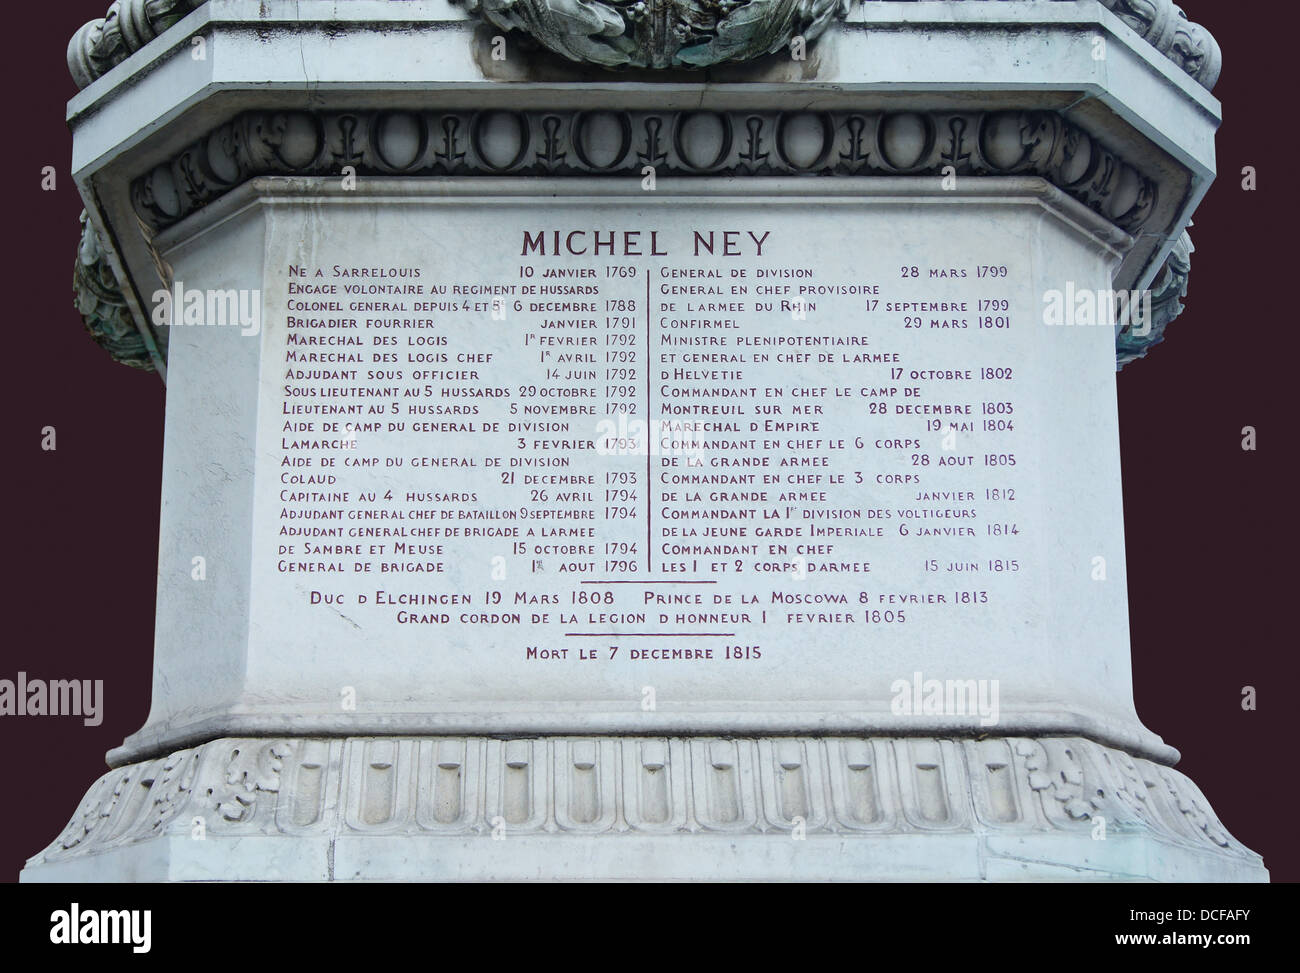 MICHEL NEY
NE A SARRELOUIS 10 JANVIER 1769
ENGAGE VOLONTAIRE AU REGIMENT DE HUSSARDS
COLONEL GENERAL DEPUIS 4 ET 5E 6 DECEMBRE 1788
BRIGADIER FOURRIER JANVIER 1791
MARECHAL DES LOGIS 1R FEVRIER 1792
MARECHAL DES LOGIS CHEF 1R AVRIL 1792
ADJUDANT SOUS OFFICIER 14 JUIN 1792
SOUS LIEUTENANT AU 5 HUSSARDS 29 OCTOBRE 1792
LIEUTENANT AU 5 HUSSARDS 5 NOVEMBRE 1792
AIDE DE CAMP DU GENERAL DE DIVISION
LAMARCHE 3 FEVRIER 1793
AIDE DE CAMP DU GENERAL DE DIVISION
COLAUD 21 DECEMBRE 1793
CAPITAINE AU 4 HUSSARDS 26 AVRIL 1794
ADJUDANT GENERAL CHEF DE BATAILLON 9 SEPTEMBRE 1794
ADJUDANT GENERAL CHEF DE BRIGADE A LARMEE
DE SAMBRE ET MEUSE 15 OCTOBRE 1794
GENERAL DE BRIGADE 1R AOUT 1796
GENERAL DE DIVISION 28 MARS 1799
GENERAL EN CHEF PROVISOIRE
DE LARMEE DU RHIN 17 SEPTEMBRE 1799
CONFIRMEL 29 MARS 1801
MINISTRE PLENIPOTENTIAIRE
ET GENERAL EN CHEF DE LARMEE
D HELVETIE 17 OCTOBRE 1802
COMMANDANT EN CHEF LE CAMP DE
MONTREUIL SUR MER 28 DECEMBRE 1803
MARECHAL D EMPIRE 19 MAI 1804
COMMANDANT EN CHEF LE 6 CORPS
DE LA GRANDE ARMEE 28 AOUT 1805
COMMANDANT EN CHEF LE 3 CORPS
DE LA GRANDE ARMEE JANVIER 1812
COMMANDANT LA 1R DIVISION DES VOLTIGEURS
DE LA JEUNE GARDE IMPERIALE 6 JANVIER 1814
COMMANDANT EN CHEF
LES 1 ET 2 CORPS D ARMEE 15 JUIN 1815
DUC D ELCHINGEN 19 MARS 1808 PRINCE DE LA MOSCOWA 8 FEVRIER 1813
GRAND CORDON DE LA LEGION D HONNEUR 1 FEVRIER 1805
MORT LE 7 DECEMBRE 1815
alamy
Image ID: DCFAFY
www.alamy.com